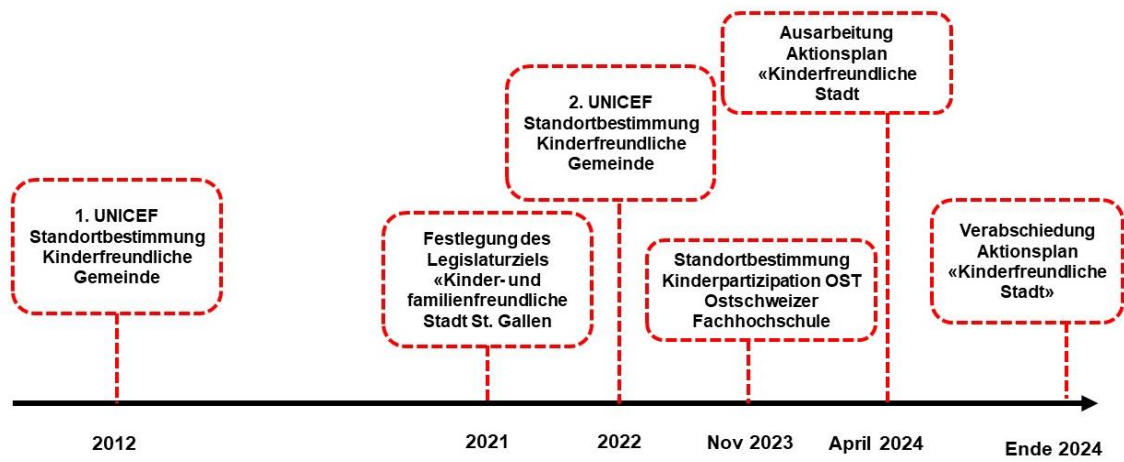 1. UNICEF
Standortbestimmung
Kinderfreundliche
Gemeinde
Festlegung des
Legislaturziels
«Kinder- und
familienfreundliche
Stadt St. Gallen
2. UNICEF
Standortbestimmung
Kinderfreundliche
Gemeinde
Standortbestimmung
Kinderpartizipation OST
Ostschweizer
Fachhochschule
Ausarbeitung
Aktionsplan
«Kinderfreundliche
Stadt
Verabschiedung
Aktionsplan
«Kinderfreundliche
Stadt»
2012
2021
2022
Nov 2023
April 2024
Ende 2024